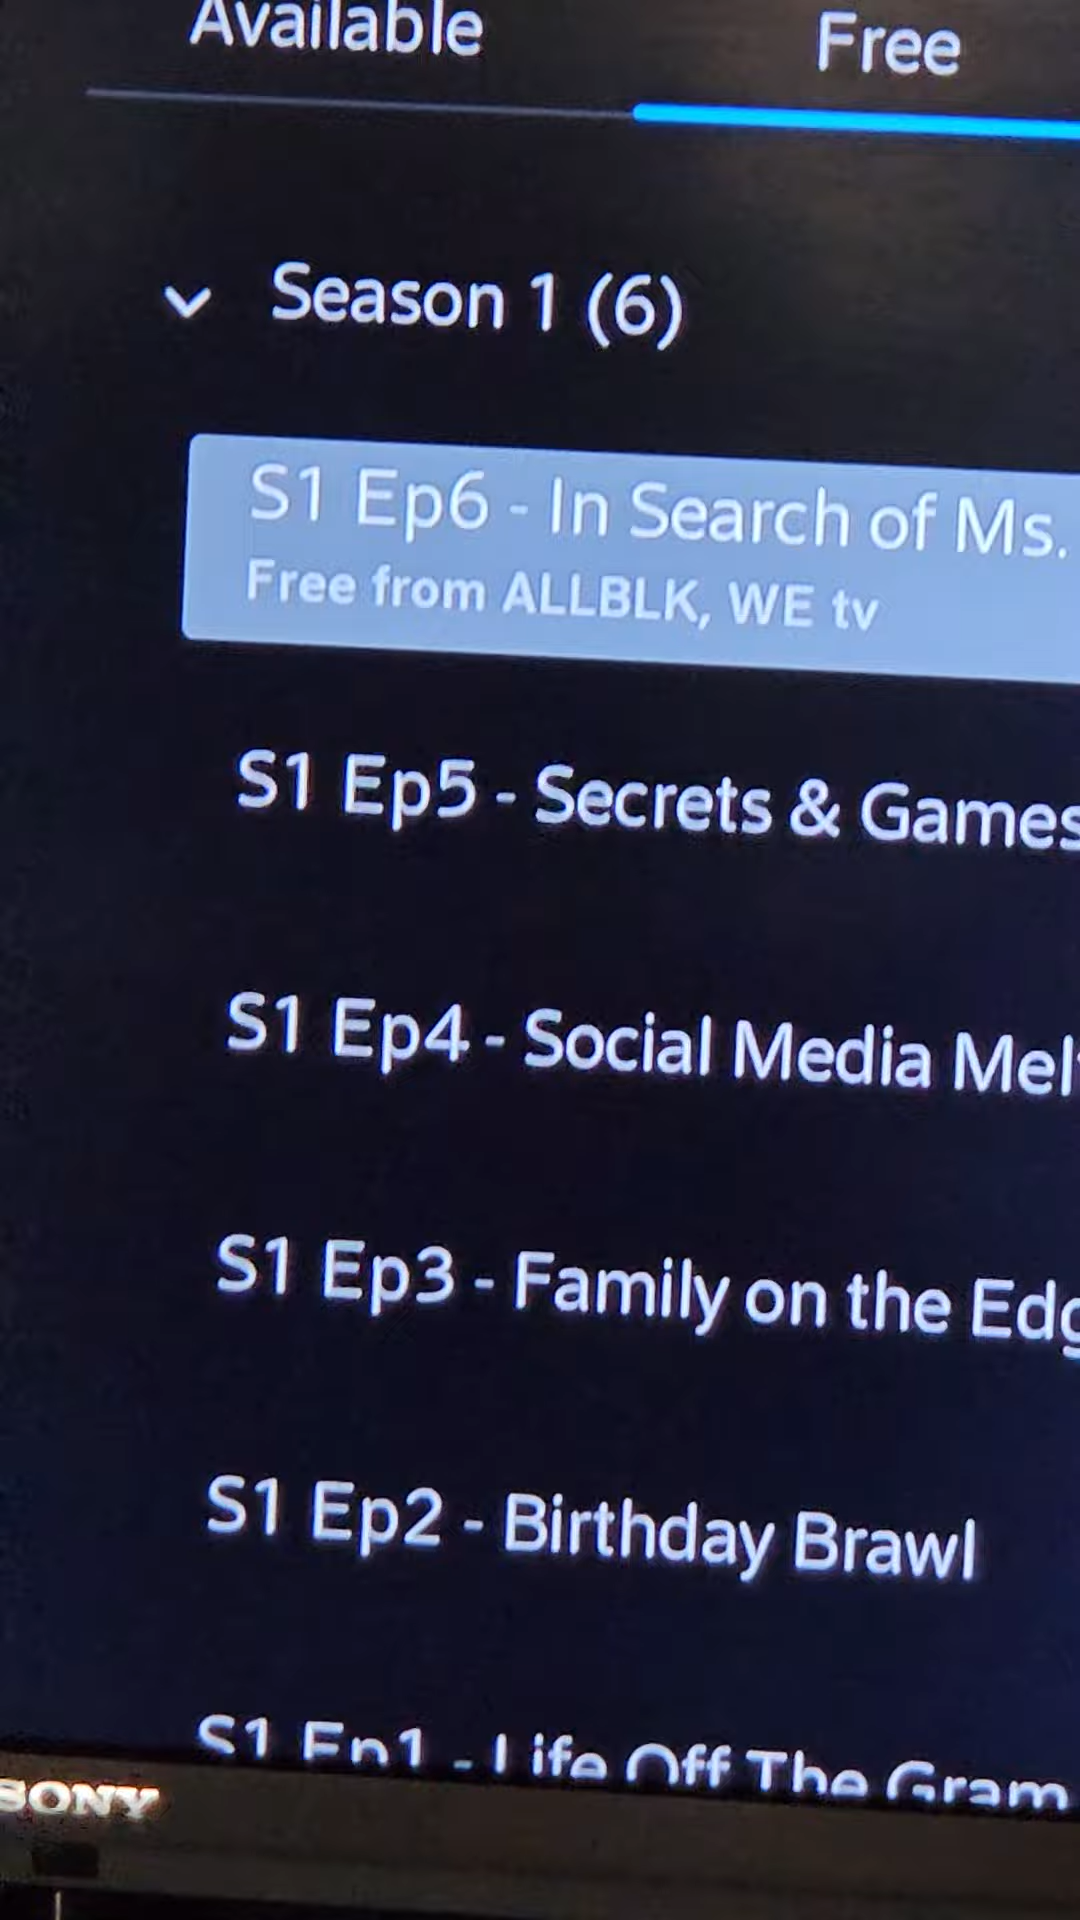 Available
Free
Season 1 (6)
S1 Ep6 - In Search of Ms.
Free from ALLBLK, WE tv
S1 Ep5 - Secrets & Games
S1 Ep4 - Social Media
S1 Ep3 - Family on the
S1 Ep2 - Birthday Brawl
S1 Ep1 - Life Off The Gram
SONY